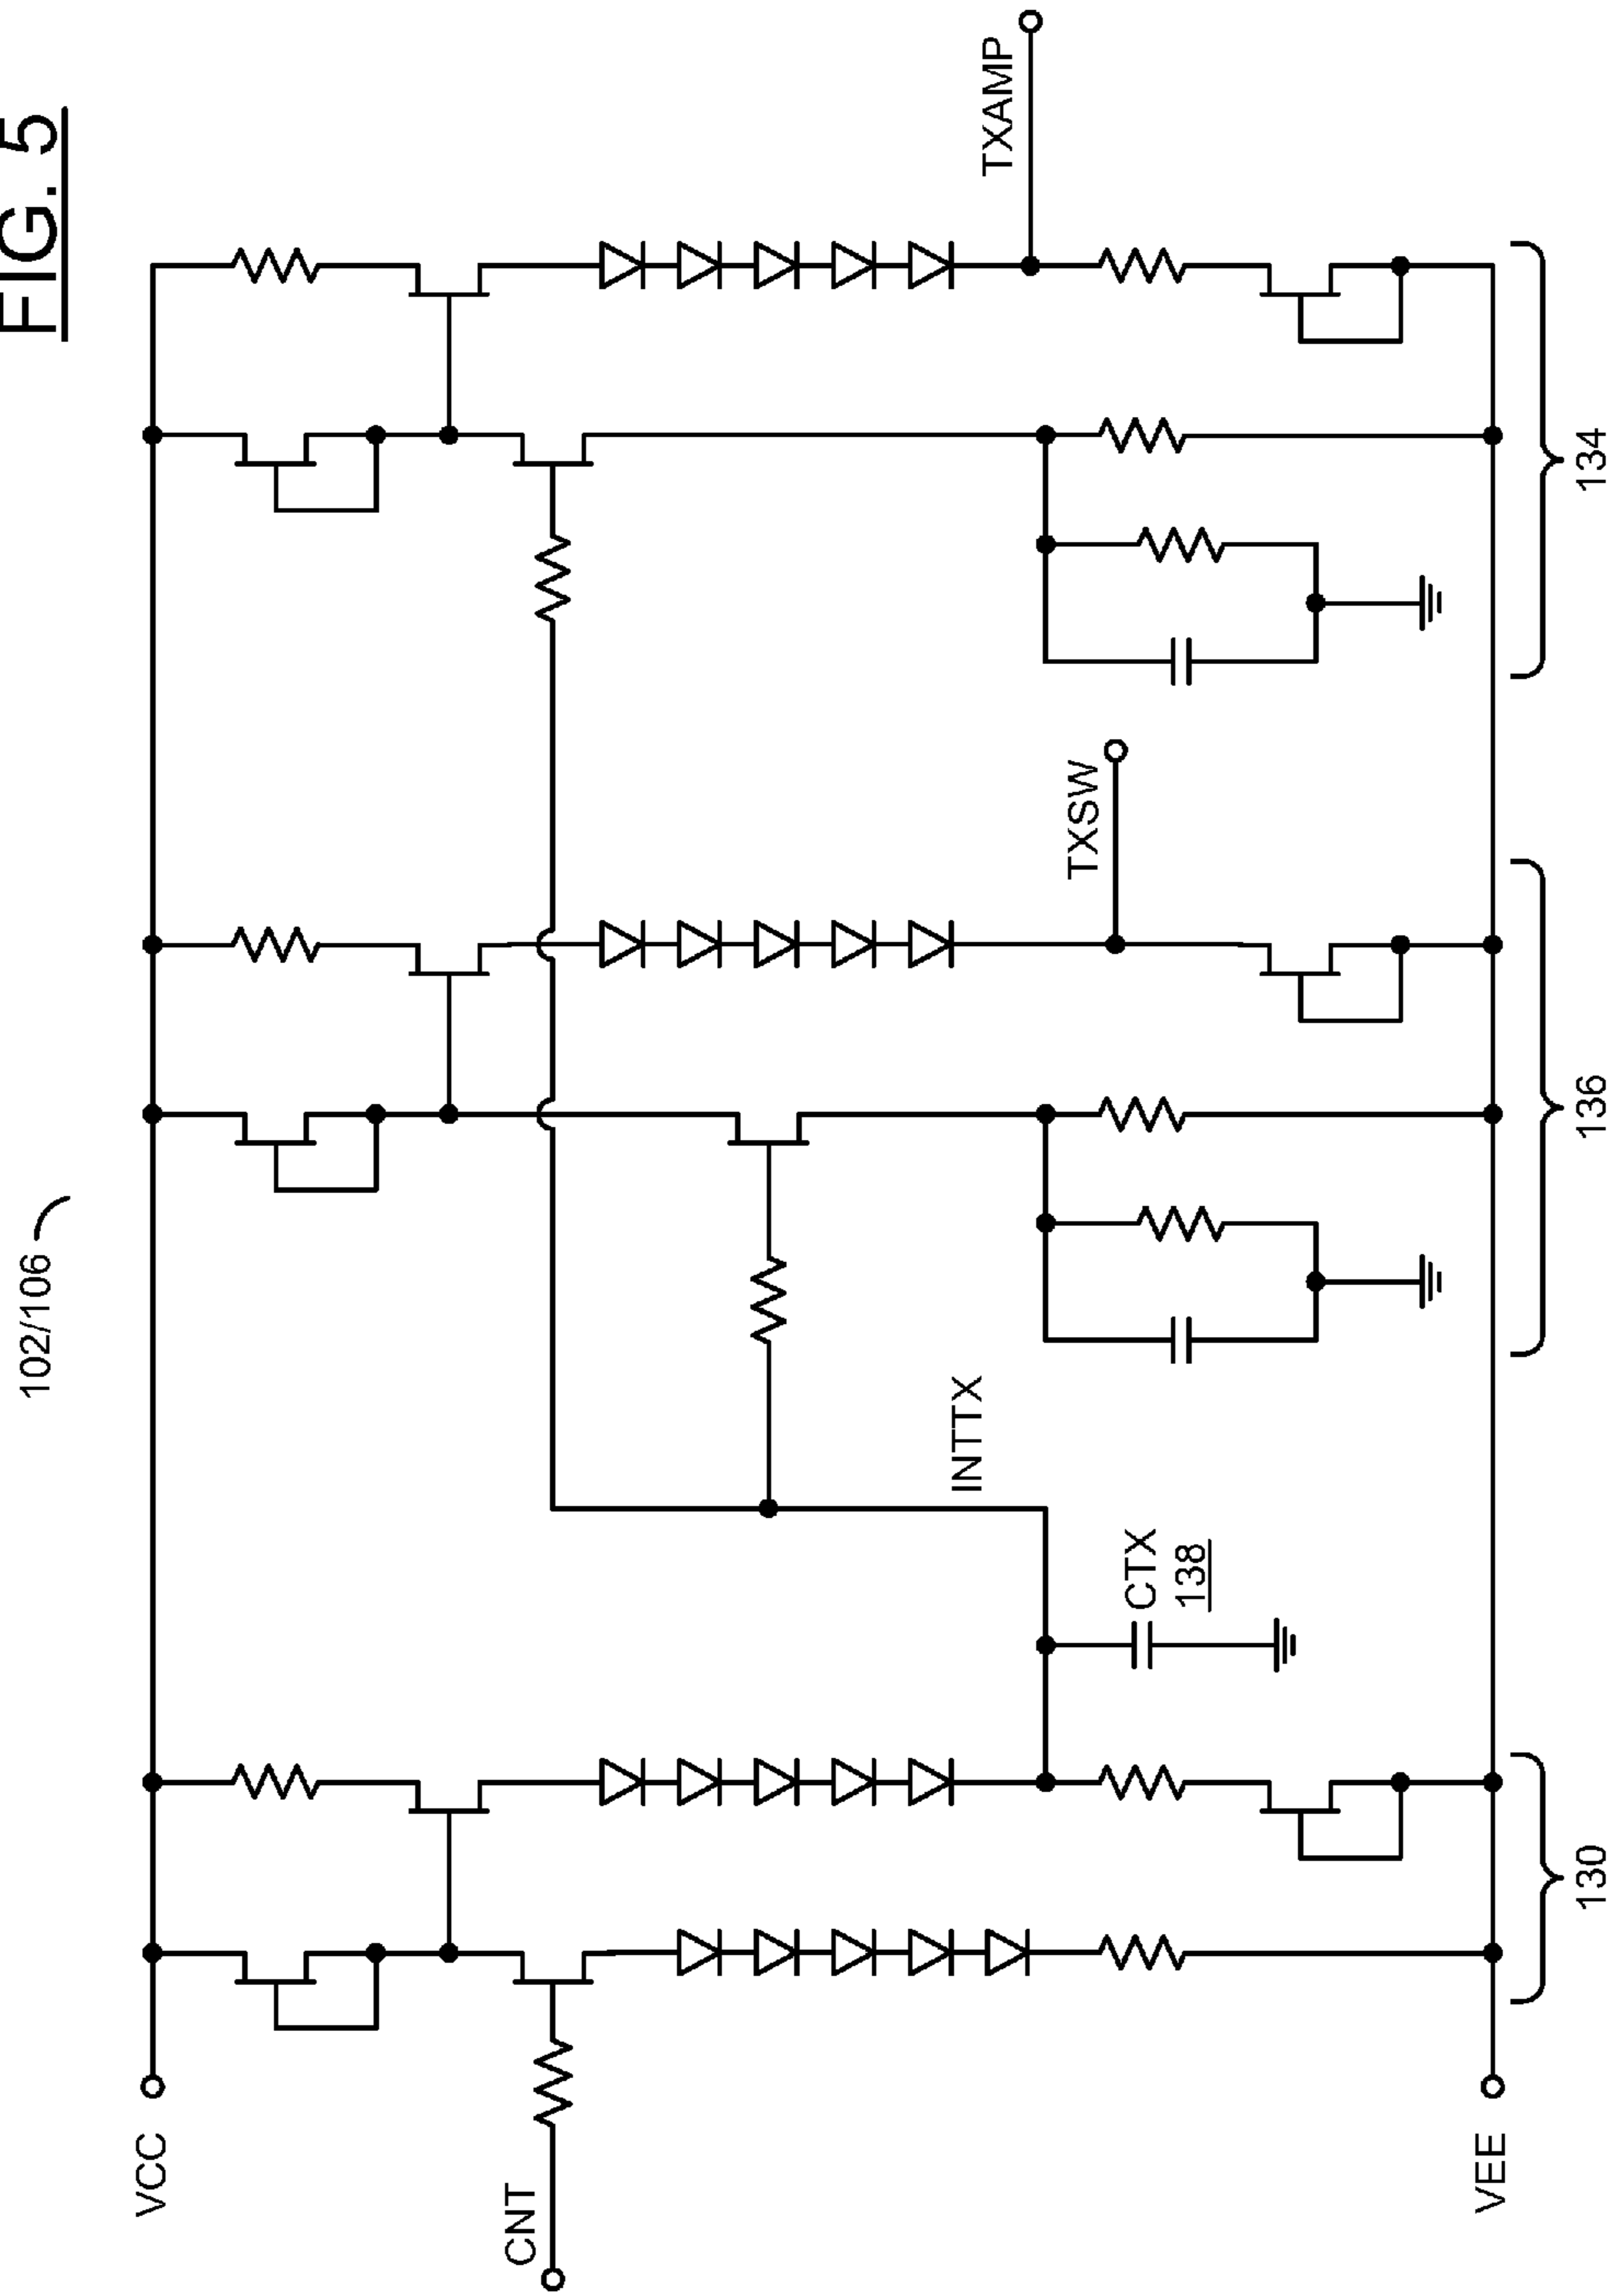 FIG. 5
102/106
VCC
CNT
VEE
INTTX
CTX
138
TXSW
TXAMP
130
136
134